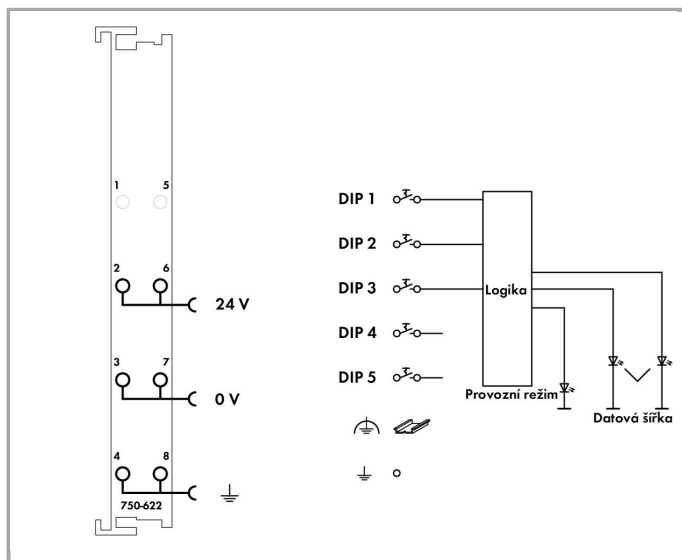 1 5
2 6
24 V
3 7
0 V
4 8
750-622
DIP 1
DIP 2
DIP 3
DIP 4
DIP 5
Logika
Provozní režim
Datová šířka